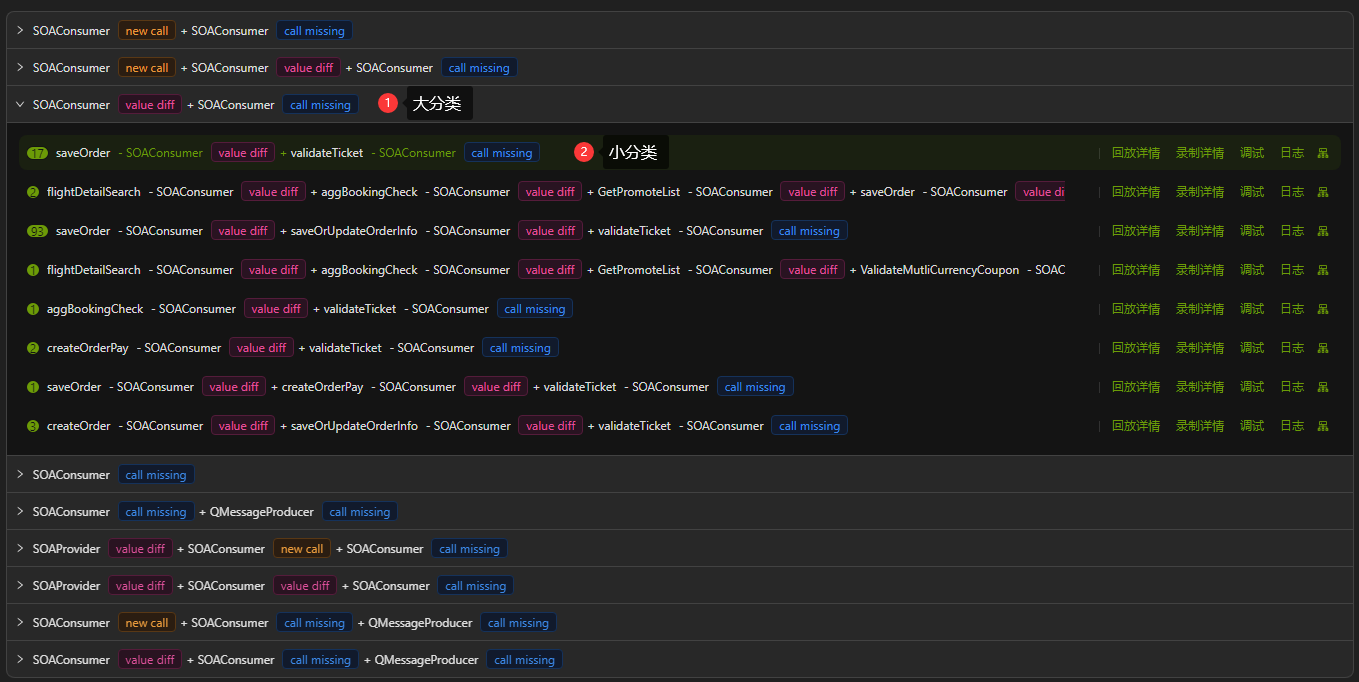 SOAConsumer new call + SOAConsumer call missing
SOAConsumer new call + SOAConsumer value diff + SOAConsumer call missing
SOAConsumer value diff + SOAConsumer call missing 1 大分类
17 saveOrder - SOAConsumer value diff + validateTicket - SOAConsumer call missing 2 小分类 回放详情 录制详情 调试 日志
2 flightDetailSearch - SOAConsumer value diff + aggBookingCheck - SOAConsumer value diff + GetPromoteList - SOAConsumer value diff + saveOrder - SOAConsumer value di 回放详情 录制详情 调试 日志
93 saveOrder - SOAConsumer value diff + saveOrUpdateOrderInfo - SOAConsumer value diff + validateTicket - SOAConsumer call missing 回放详情 录制详情 调试 日志
1 flightDetailSearch - SOAConsumer value diff + aggBookingCheck - SOAConsumer value diff + GetPromoteList - SOAConsumer value diff + ValidateMutliCurrencyCoupon - SOAC 回放详情 录制详情 调试 日志
1 aggBookingCheck - SOAConsumer value diff + validateTicket - SOAConsumer call missing 回放详情 录制详情 调试 日志
2 createOrderPay - SOAConsumer value diff + validateTicket - SOAConsumer call missing 回放详情 录制详情 调试 日志
1 saveOrder - SOAConsumer value diff + createOrderPay - SOAConsumer value diff + validateTicket - SOAConsumer call missing 回放详情 录制详情 调试 日志
3 createOrder - SOAConsumer value diff + saveOrUpdateOrderInfo - SOAConsumer value diff + validateTicket - SOAConsumer call missing 回放详情 录制详情 调试 日志
SOAConsumer call missing
SOAConsumer call missing + QMessageProducer call missing
SOAProvider value diff + SOAConsumer new call + SOAConsumer call missing
SOAProvider value diff + SOAConsumer value diff + SOAConsumer call missing
SOAConsumer new call + SOAConsumer call missing + QMessageProducer call missing
SOAConsumer value diff + SOAConsumer call missing + QMessageProducer call missing